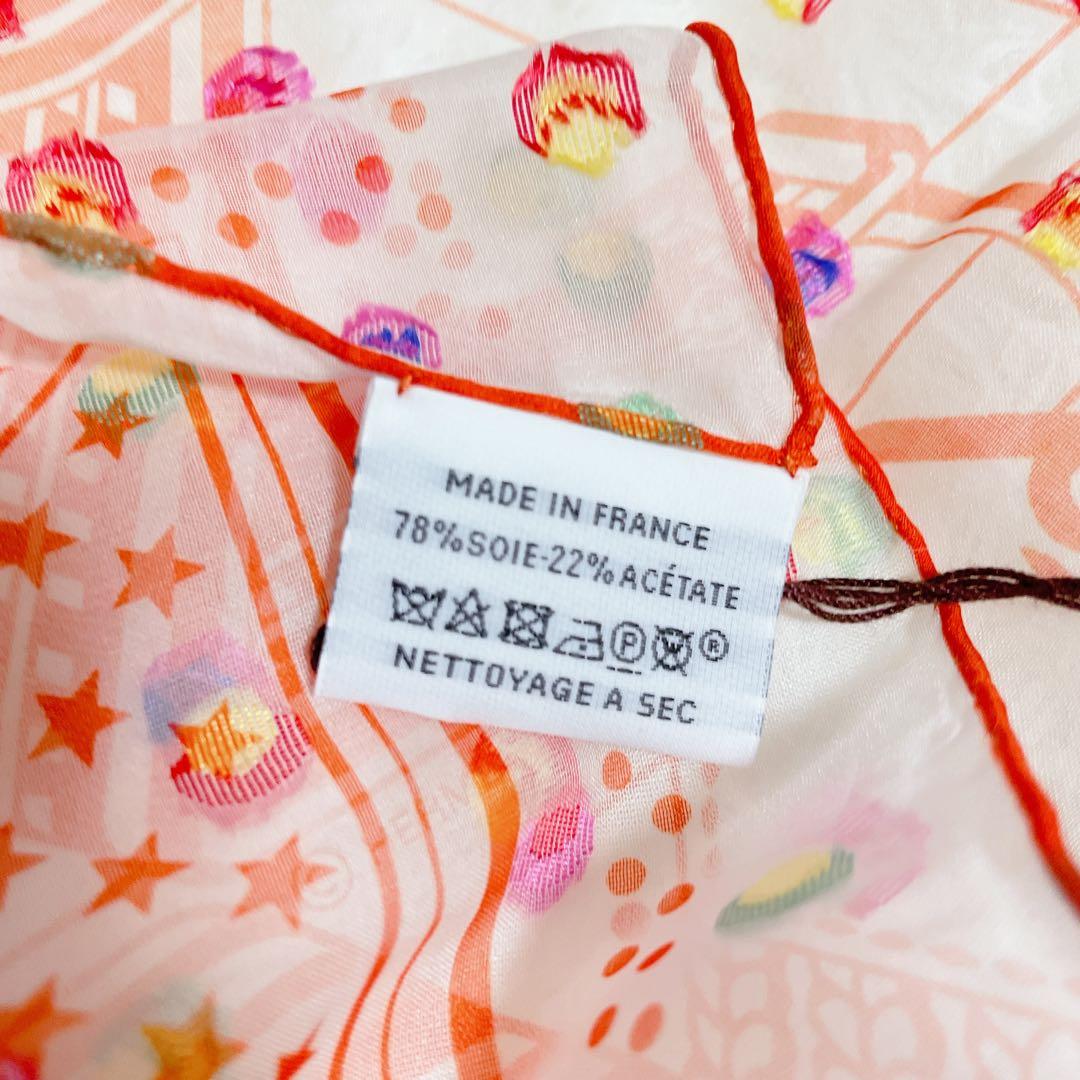 MADE IN FRANCE
78%SOIE-22%ACÉTATE
P ®
NETTOYAGE A SEC